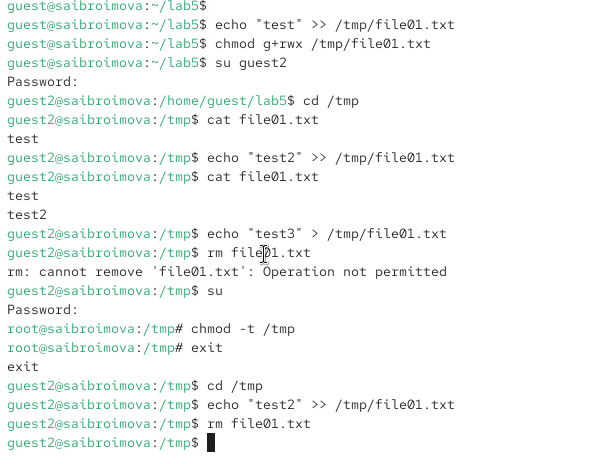 guest@saibroimova:~/lab5$
guest@saibroimova:~/lab5$ echo "test" >> /tmp/file01.txt
guest@saibroimova:~/lab5$ chmod g+rwx /tmp/file01.txt
guest@saibroimova:~/lab5$ su guest2
Password:
guest2@saibroimova:/home/guest/lab5$ cd /tmp
guest2@saibroimova:/tmp$ cat file01.txt
test
guest2@saibroimova:/tmp$ echo "test2" >> /tmp/file01.txt
guest2@saibroimova:/tmp$ cat file01.txt
test
test2
guest2@saibroimova:/tmp$ echo "test3" > /tmp/file01.txt
guest2@saibroimova:/tmp$ rm file01.txt
rm: cannot remove 'file01.txt': Operation not permitted
guest2@saibroimova:/tmp$ su
Password:
root@saibroimova:/tmp# chmod -t /tmp
root@saibroimova:/tmp# exit
exit
guest2@saibroimova:/tmp$ cd /tmp
guest2@saibroimova:/tmp$ echo "test2" >> /tmp/file01.txt
guest2@saibroimova:/tmp$ rm file01.txt
guest2@saibroimova:/tmp$